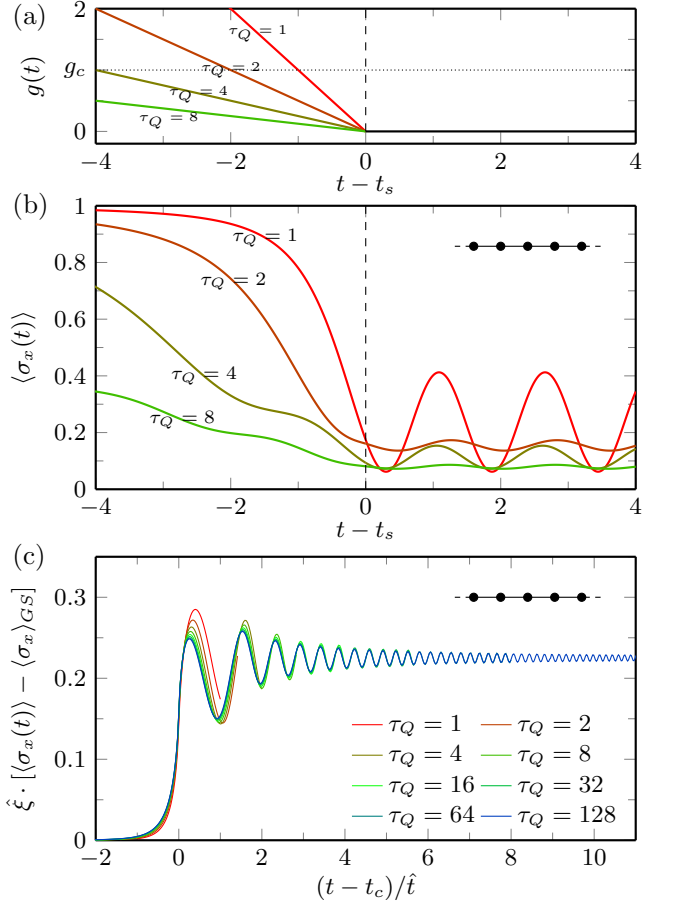 (a)
g(t)
2
g_c
0
τ_Q = 1
τ_Q = 2
τ_Q = 4
τ_Q = 8
−4 −2 0 2 4
t − t_s
(b)
⟨σ_x(t)⟩
1
0.8
0.6
0.4
0.2
0
τ_Q = 1
τ_Q = 2
τ_Q = 4
τ_Q = 8
−4 −2 0 2 4
t − t_s
(c)
ξ̂ · [⟨σ_x(t)⟩ − ⟨σ_x⟩_GS]
0.3
0.2
0.1
0
τ_Q = 1 τ_Q = 2
τ_Q = 4 τ_Q = 8
τ_Q = 16 τ_Q = 32
τ_Q = 64 τ_Q = 128
−2 0 2 4 6 8 10
(t − t_c)/t̂